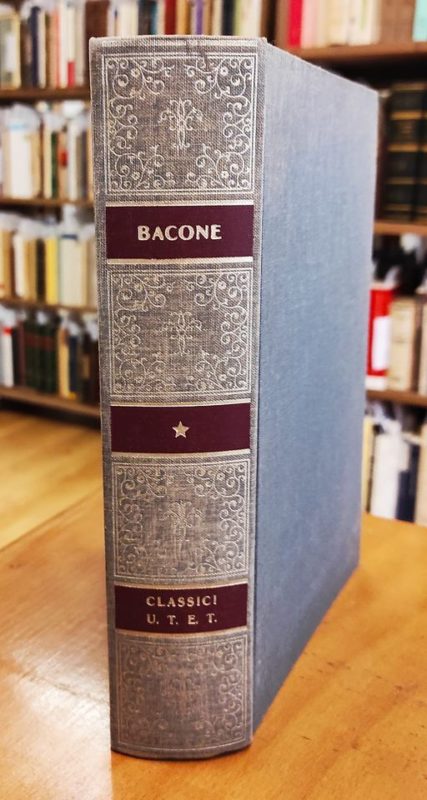 BACONE
CLASSICI
U. T. E. T.